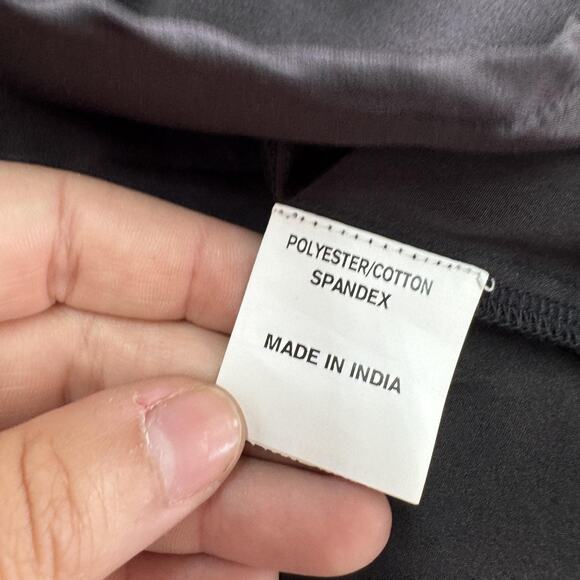 POLYESTER/COTTON
SPANDEX
MADE IN INDIA